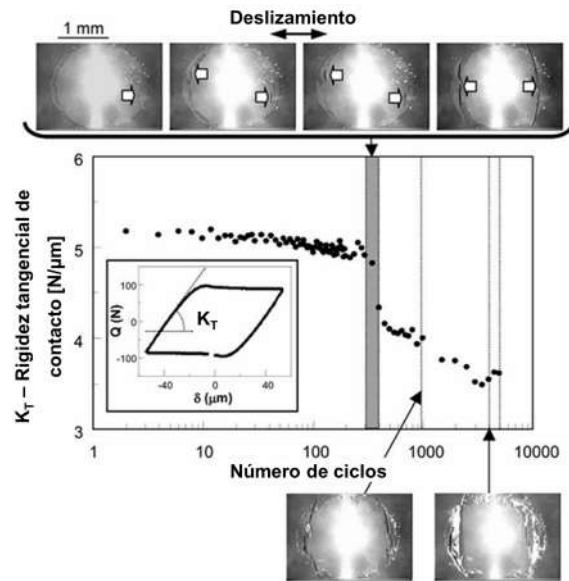 Deslizamiento
1 mm
K_T – Rigidez tangencial de
contacto [N/µm]
6
5
4
3
100
50
0
-100
Q (N)
K_T
-40
0
40
δ (µm)
1
10
100
1000
10000
Número de ciclos